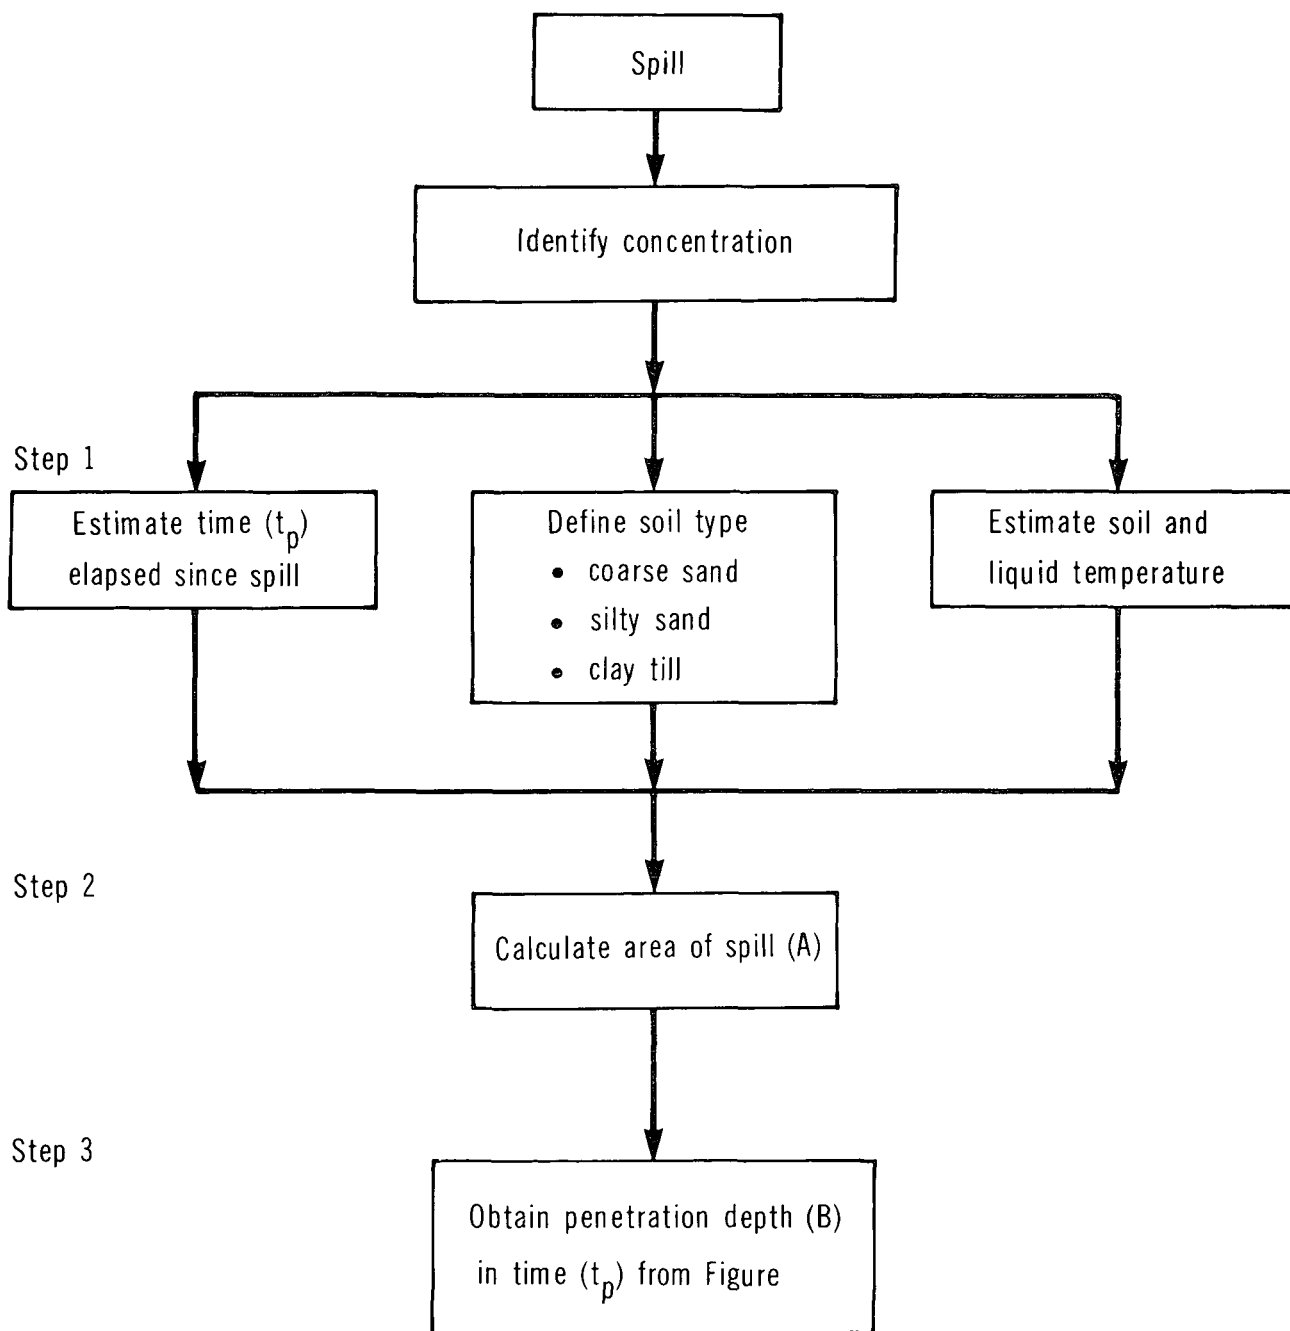 Spill
Identify concentration
Step 1
Estimate time (tp)
elapsed since spill
Define soil type
• coarse sand
• silty sand
• clay till
Estimate soil and
liquid temperature
Step 2
Calculate area of spill (A)
Step 3
Obtain penetration depth (B)
in time (tp) from Figure